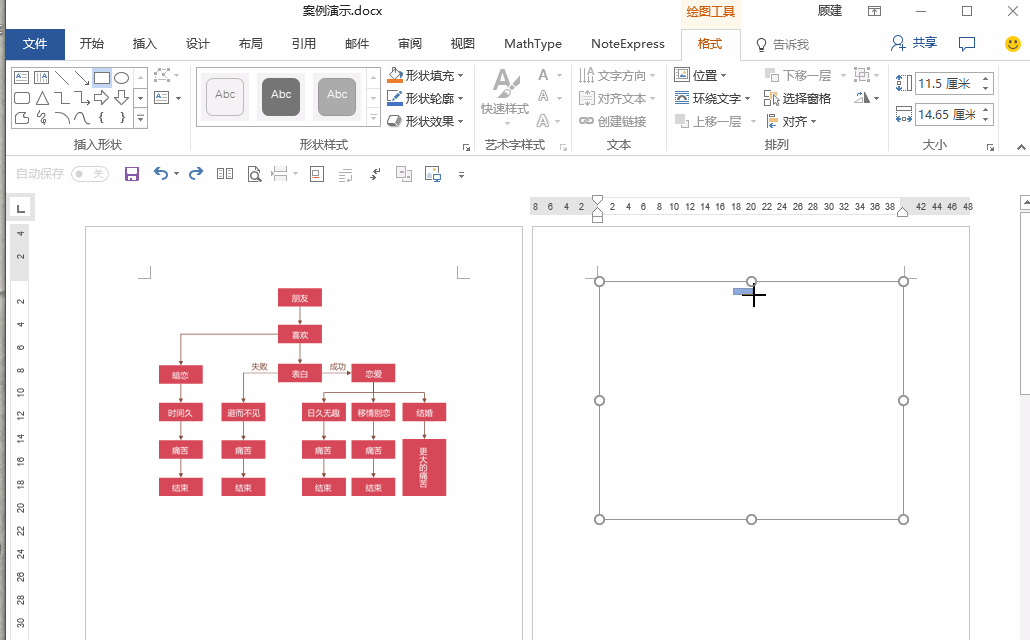 案例演示.docx
绘图工具
顾建
文件 开始 插入 设计 布局 引用 邮件 审阅 视图 MathType NoteExpress 格式 告诉我 共享
Abc Abc Abc
形状填充
形状轮廓
形状效果
插入形状 形状样式
A
快速样式
A
A
A
艺术字样式
文字方向
对齐文本
创建链接
文本
位置
环绕文字
上移一层
下移一层
选择窗格
对齐
排列
11.5 厘米
14.65 厘米
大小
自动保存 关
8 6 4 2 2 4 6 8 10 12 14 16 18 20 22 24 26 28 30 32 34 36 38 42 44 46 48
4
2
2
4
6
8
10
12
14
16
18
20
22
24
26
28
30
朋友
喜欢
失败 成功
暗恋 表白 恋爱
时间久 避而不见 日久无趣 移情别恋 结婚
痛苦 痛苦 痛苦 痛苦 更大的痛苦
结束 结束 结束 结束